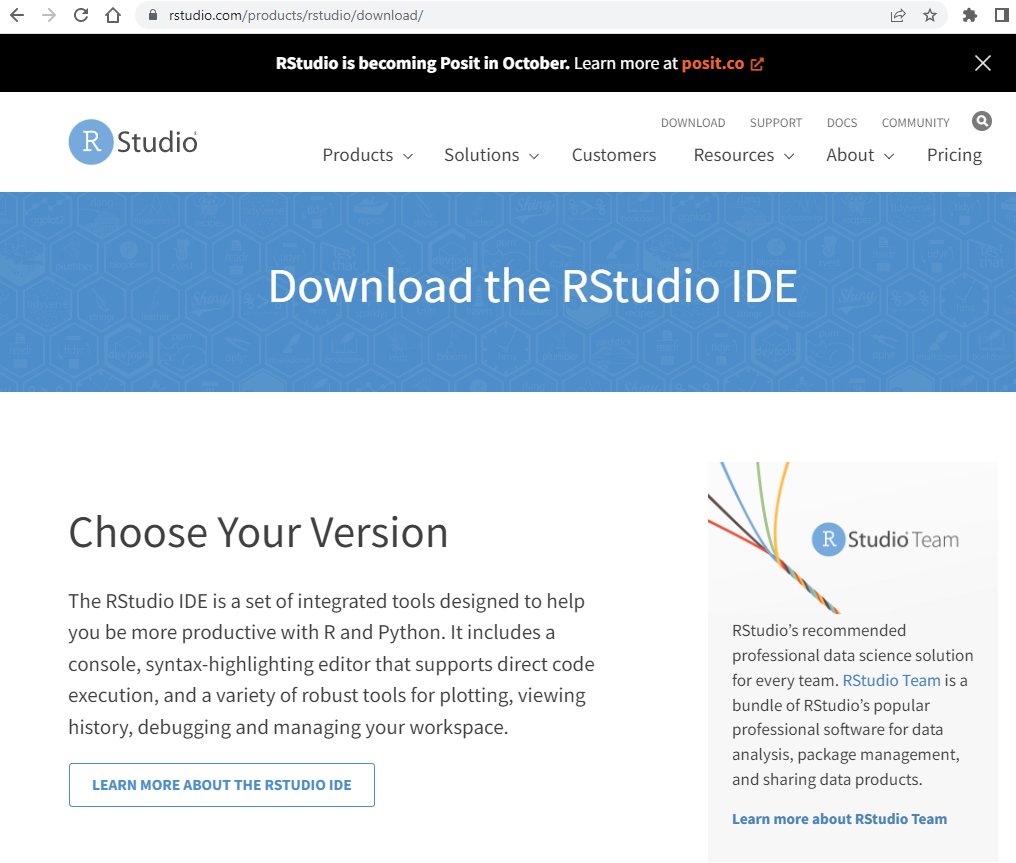 rstudio.com/products/rstudio/download/
RStudio is becoming Posit in October. Learn more at posit.co
DOWNLOAD SUPPORT DOCS COMMUNITY
R Studio
Products Solutions Customers Resources About Pricing
Download the RStudio IDE
Choose Your Version
The RStudio IDE is a set of integrated tools designed to help
you be more productive with R and Python. It includes a
console, syntax-highlighting editor that supports direct code
execution, and a variety of robust tools for plotting, viewing
history, debugging and managing your workspace.
LEARN MORE ABOUT THE RSTUDIO IDE
R Studio Team
RStudio’s recommended
professional data science solution
for every team. RStudio Team is a
bundle of RStudio’s popular
professional software for data
analysis, package management,
and sharing data products.
Learn more about RStudio Team